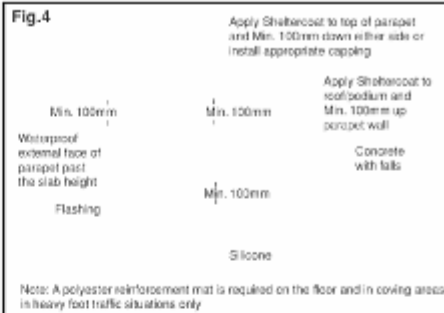 Fig.4
Apply Sheltercoat to top of parapet
and Min. 100mm down either side or
install appropriate capping
Apply Sheltercoat to
roof/podium and
Min. 100mm up
parapet wall
Min. 100mm
Min. 100mm
Waterproof
external face of
parapet past
the slab height
Concrete
with falls
Flashing
Min. 100mm
Silicone
Note: A polyester reinforcement mat is required on the floor and in coving areas
in heavy foot traffic situations only